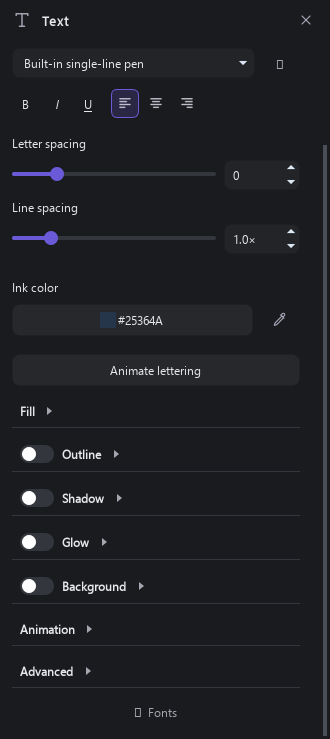 Text
Built-in single-line pen
B I U
Letter spacing
0
Line spacing
1.0×
Ink color
#25364A
Animate lettering
Fill
Outline
Shadow
Glow
Background
Animation
Advanced
Fonts